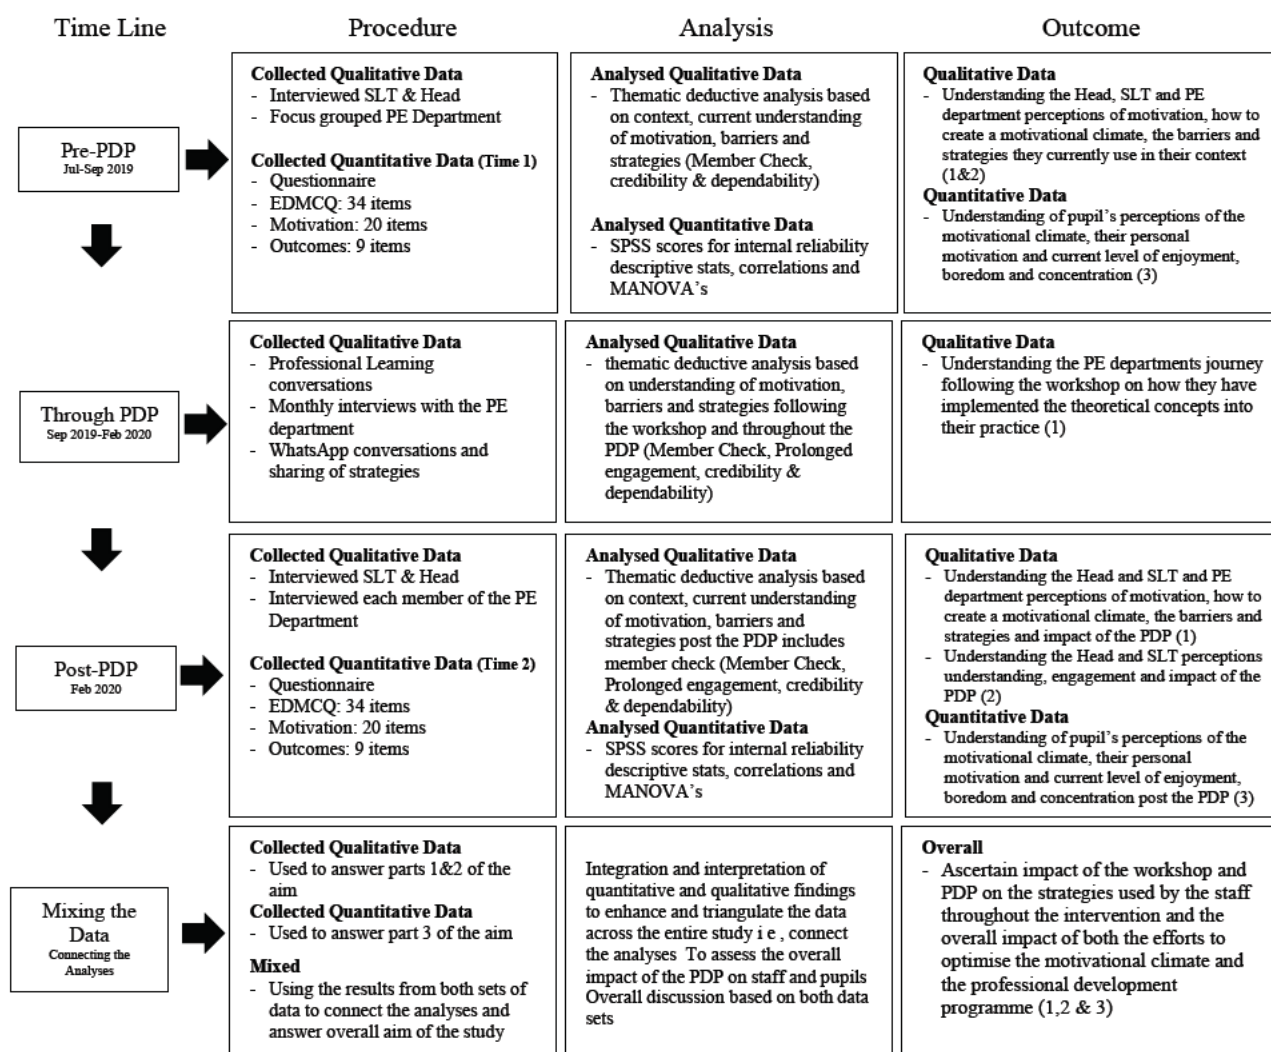 Time Line
Procedure
Analysis
Outcome
Pre-PDP
Jul-Sep 2019
Collected Qualitative Data
- Interviewed SLT & Head
- Focus grouped PE Department
Collected Quantitative Data (Time 1)
- Questionnaire
- EDMCQ: 34 items
- Motivation: 20 items
- Outcomes: 9 items
Analysed Qualitative Data
- Thematic deductive analysis based
on context, current understanding
of motivation, barriers and
strategies (Member Check,
credibility & dependability)
Analysed Quantitative Data
- SPSS scores for internal reliability
descriptive stats, correlations and
MANOVA's
Qualitative Data
- Understanding the Head, SLT and PE
department perceptions of motivation, how to
create a motivational climate, the barriers and
strategies they currently use in their context
(1&2)
Quantitative Data
- Understanding of pupil's perceptions of the
motivational climate, their personal
motivation and current level of enjoyment,
boredom and concentration (3)
Through PDP
Sep 2019-Feb 2020
Collected Qualitative Data
- Professional Learning
conversations
- Monthly interviews with the PE
department
- WhatsApp conversations and
sharing of strategies
Analysed Qualitative Data
- thematic deductive analysis based
on understanding of motivation,
barriers and strategies following
the workshop and throughout the
PDP (Member Check, Prolonged
engagement, credibility &
dependability)
Qualitative Data
- Understanding the PE departments journey
following the workshop on how they have
implemented the theoretical concepts into
their practice (1)
Post-PDP
Feb 2020
Collected Qualitative Data
- Interviewed SLT & Head
- Interviewed each member of the PE
Department
Collected Quantitative Data (Time 2)
- Questionnaire
- EDMCQ: 34 items
- Motivation: 20 items
- Outcomes: 9 items
Analysed Qualitative Data
- Thematic deductive analysis based
on context, current understanding
of motivation, barriers and
strategies post the PDP includes
member check (Member Check,
Prolonged engagement, credibility
& dependability)
Analysed Quantitative Data
- SPSS scores for internal reliability
descriptive stats, correlations and
MANOVA's
Qualitative Data
- Understanding the Head and SLT and PE
department perceptions of motivation, how to
create a motivational climate, the barriers and
strategies and impact of the PDP (1)
- Understanding the Head and SLT perceptions
understanding, engagement and impact of the
PDP (2)
Quantitative Data
- Understanding of pupil's perceptions of the
motivational climate, their personal
motivation and current level of enjoyment,
boredom and concentration post the PDP (3)
Mixing the
Data
Connecting the
Analyses
Collected Qualitative Data
- Used to answer parts 1&2 of the
aim
Collected Quantitative Data
- Used to answer part 3 of the aim
Mixed
- Using the results from both sets of
data to connect the analyses and
answer overall aim of the study
Integration and interpretation of
quantitative and qualitative findings
to enhance and triangulate the data
across the entire study i e , connect
the analyses To assess the overall
impact of the PDP on staff and pupils
Overall discussion based on both data
sets
Overall
- Ascertain impact of the workshop and
PDP on the strategies used by the staff
throughout the intervention and the
overall impact of both the efforts to
optimise the motivational climate and
the professional development
programme (1,2 & 3)